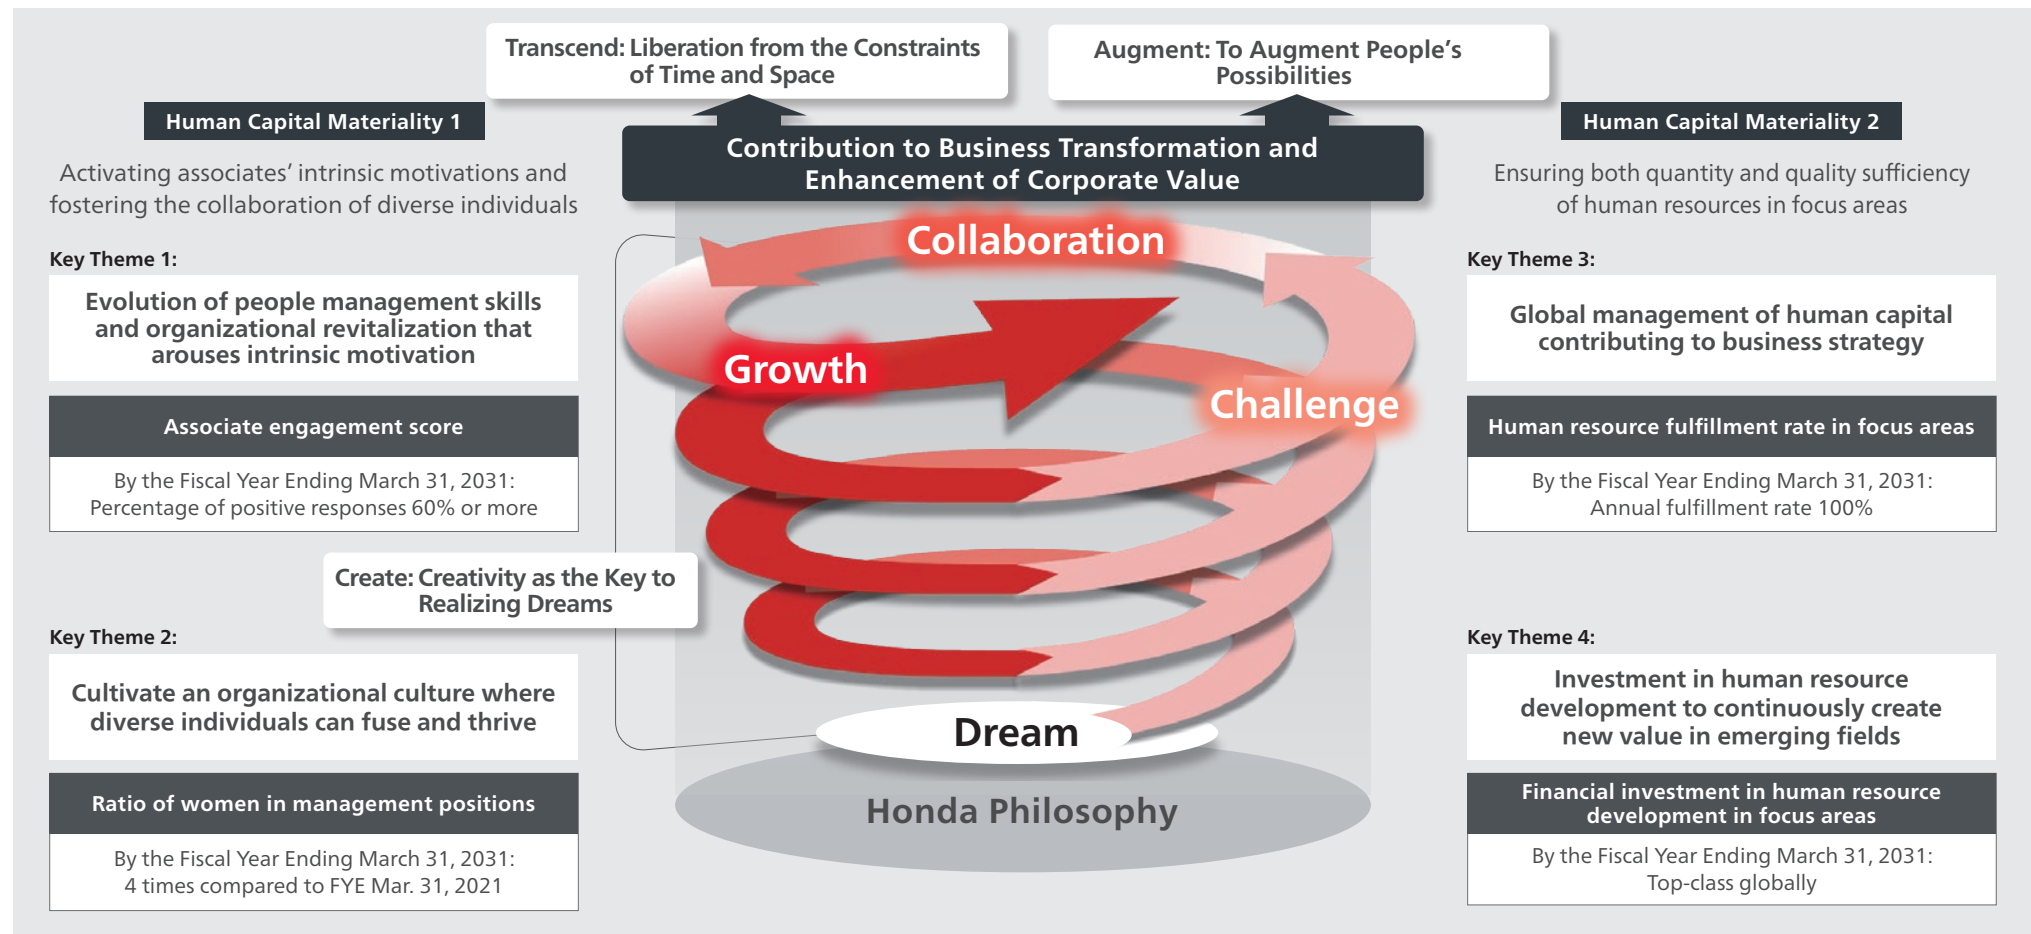 Transcend: Liberation from the Constraints
of Time and Space
Augment: To Augment People's
Possibilities
Contribution to Business Transformation and
Enhancement of Corporate Value
Human Capital Materiality 1
Activating associates' intrinsic motivations and
fostering the collaboration of diverse individuals
Key Theme 1:
Evolution of people management skills
and organizational revitalization that
arouses intrinsic motivation
Associate engagement score
By the Fiscal Year Ending March 31, 2031:
Percentage of positive responses 60% or more
Key Theme 2:
Cultivate an organizational culture where
diverse individuals can fuse and thrive
Ratio of women in management positions
By the Fiscal Year Ending March 31, 2031:
4 times compared to FYE Mar. 31, 2021
Create: Creativity as the Key to
Realizing Dreams
Collaboration
Growth
Challenge
Dream
Honda Philosophy
Human Capital Materiality 2
Ensuring both quantity and quality sufficiency
of human resources in focus areas
Key Theme 3:
Global management of human capital
contributing to business strategy
Human resource fulfillment rate in focus areas
By the Fiscal Year Ending March 31, 2031:
Annual fulfillment rate 100%
Key Theme 4:
Investment in human resource
development to continuously create
new value in emerging fields
Financial investment in human resource
development in focus areas
By the Fiscal Year Ending March 31, 2031:
Top-class globally